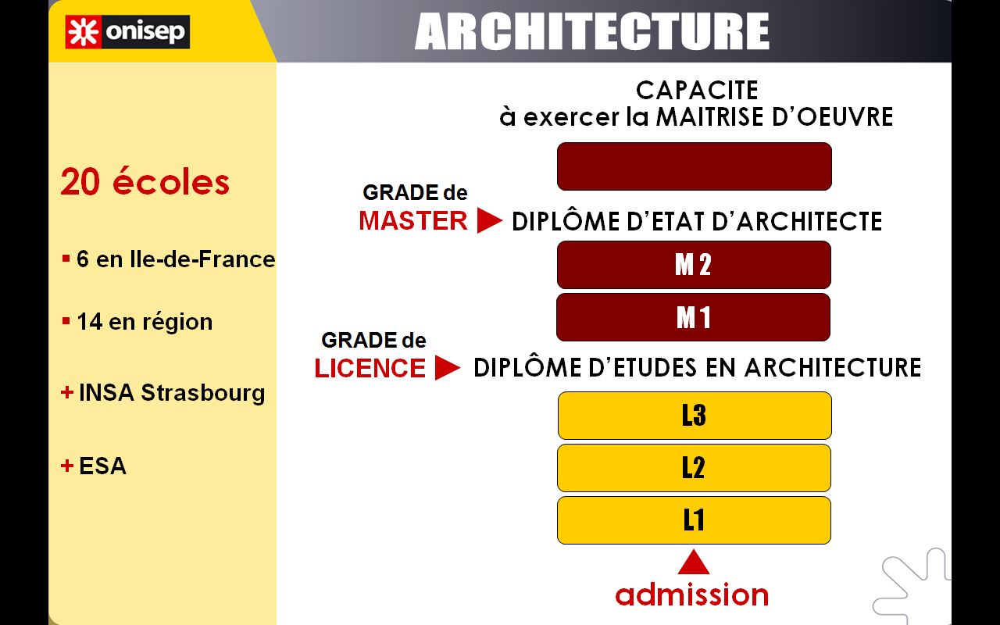 onisep
ARCHITECTURE
20 écoles
▪ 6 en Ile-de-France
▪ 14 en région
+ INSA Strasbourg
+ ESA
CAPACITE
à exercer la MAITRISE D’OEUVRE
GRADE de
MASTER
DIPLÔME D’ETAT D’ARCHITECTE
M 2
M 1
GRADE de
LICENCE
DIPLÔME D’ETUDES EN ARCHITECTURE
L3
L2
L1
admission